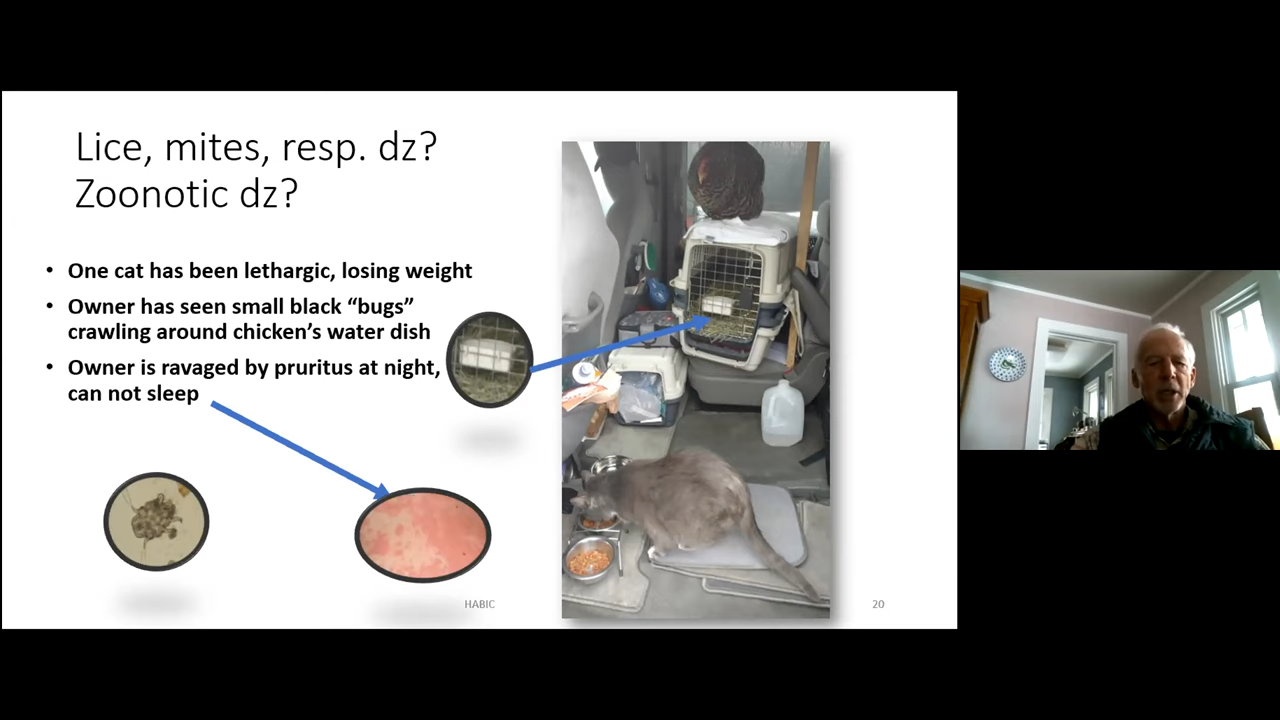 Lice, mites, resp. dz?
Zoonotic dz?
• One cat has been lethargic, losing weight
• Owner has seen small black “bugs”
crawling around chicken’s water dish
• Owner is ravaged by pruritus at night,
can not sleep
HABIC
20